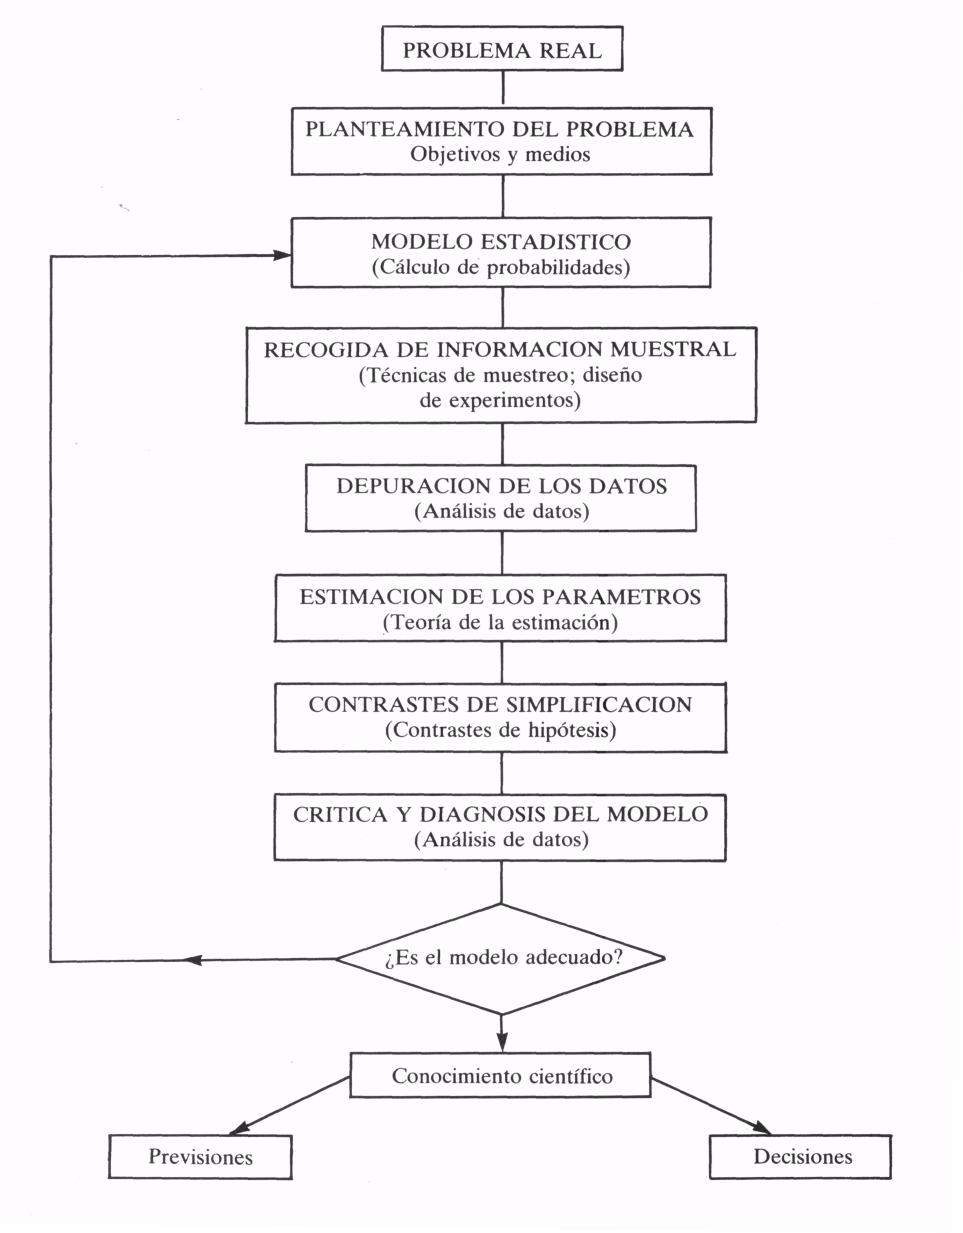 PROBLEMA REAL
PLANTEAMIENTO DEL PROBLEMA
Objetivos y medios
MODELO ESTADISTICO
(Cálculo de probabilidades)
RECOGIDA DE INFORMACION MUESTRAL
(Técnicas de muestreo; diseño
de experimentos)
DEPURACION DE LOS DATOS
(Análisis de datos)
ESTIMACION DE LOS PARAMETROS
(Teoría de la estimación)
CONTRASTES DE SIMPLIFICACION
(Contrastes de hipótesis)
CRITICA Y DIAGNOSIS DEL MODELO
(Análisis de datos)
¿Es el modelo adecuado?
Conocimiento científico
Previsiones
Decisiones